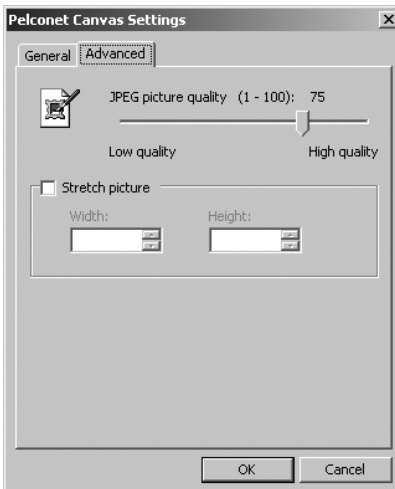 Pelconet Canvas Settings
General Advanced
JPEG picture quality (1 - 100): 75
Low quality High quality
Stretch picture
Width: Height:
OK Cancel